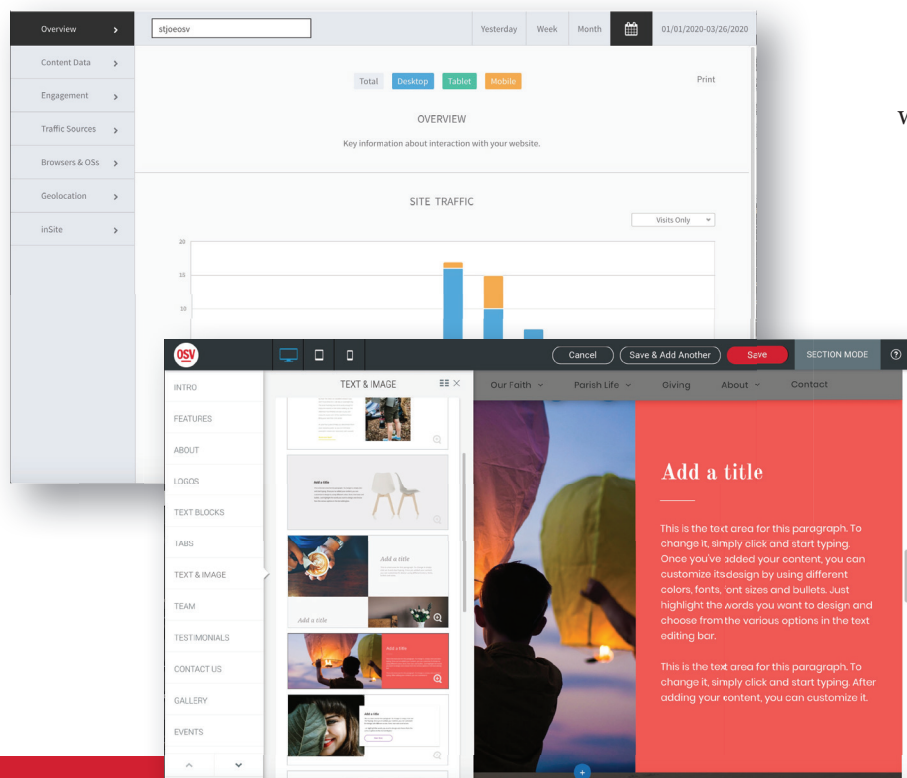 Overview
stjoeosv
Yesterday Week Month 01/01/2020-03/26/2020
Content Data
Engagement
Traffic Sources
Browsers & OSs
Geolocation
inSite
Total Desktop Tablet Mobile
Print
OVERVIEW
Key information about interaction with your website.
SITE TRAFFIC
Visits Only
20
15
10
OSV
Cancel Save & Add Another Save SECTION MODE ?
INTRO
FEATURES
ABOUT
LOGOS
TEXT BLOCKS
TABS
TEXT & IMAGE
TEAM
TESTIMONIALS
CONTACT US
GALLERY
EVENTS
TEXT & IMAGE
Add a title
Add a title
Add a title
Add a title
Add a title
Our Faith Parish Life Giving About Contact
Add a title
This is the text area for this paragraph. To
change it, simply click and start typing.
Once you've added your content, you can
customize its design by using different
colors, fonts, font sizes and bullets. Just
highlight the words you want to design and
choose from the various options in the text
editing bar.
This is the text area for this paragraph. To
change it, simply click and start typing. After
adding your content, you can customize it.